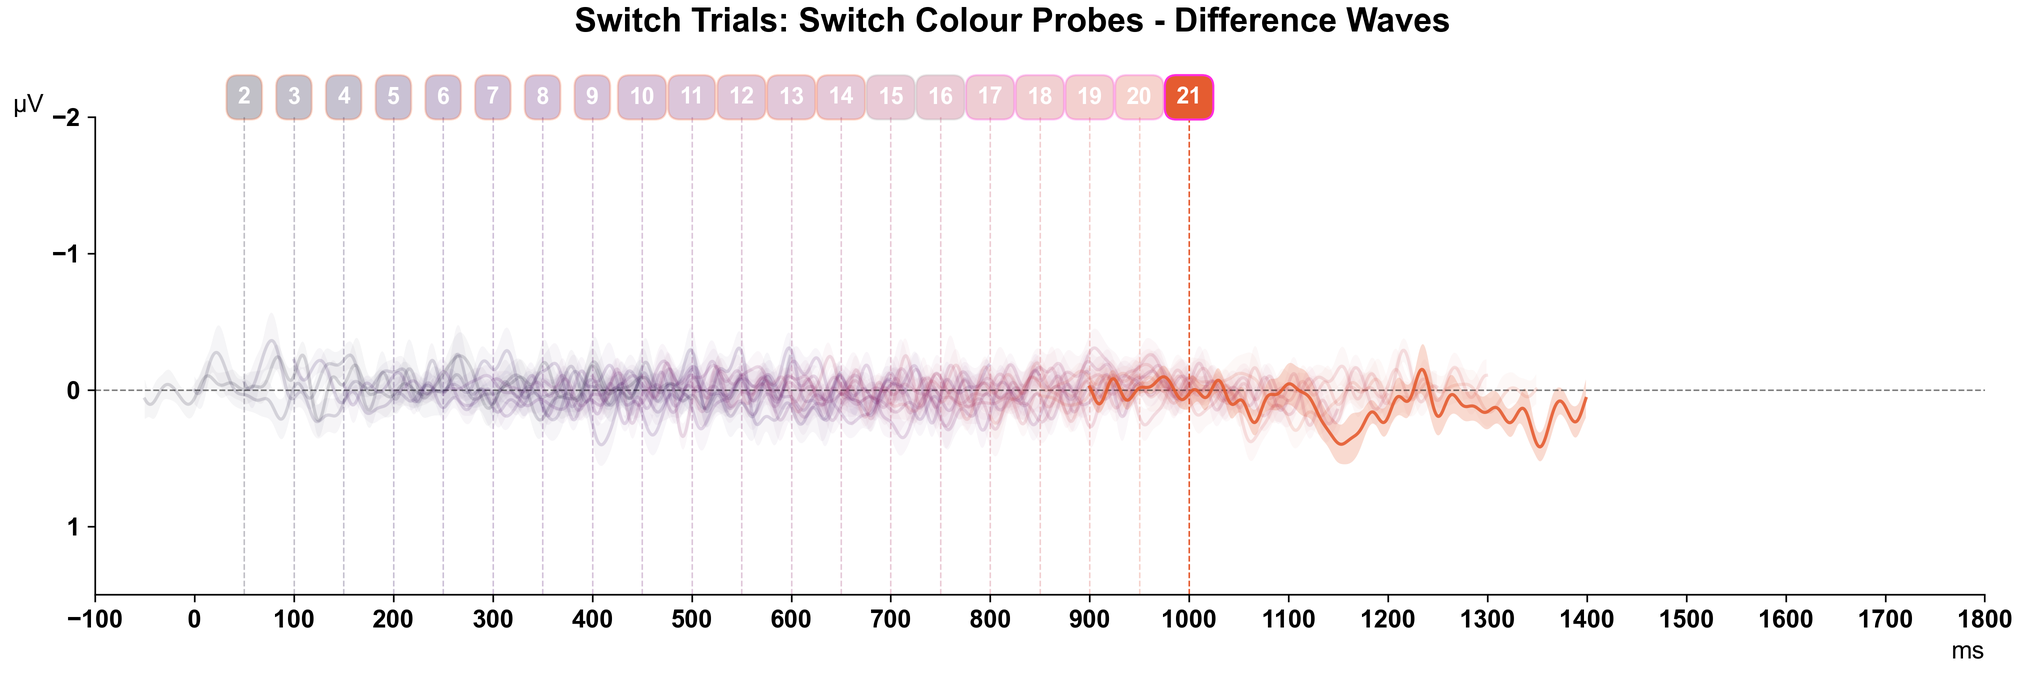 Switch Trials: Switch Colour Probes - Difference Waves
2 3 4 5 6 7 8 9 10 11 12 13 14 15 16 17 18 19 20 21
µV
−2
−1
0
1
−100 0 100 200 300 400 500 600 700 800 900 1000 1100 1200 1300 1400 1500 1600 1700 1800
ms